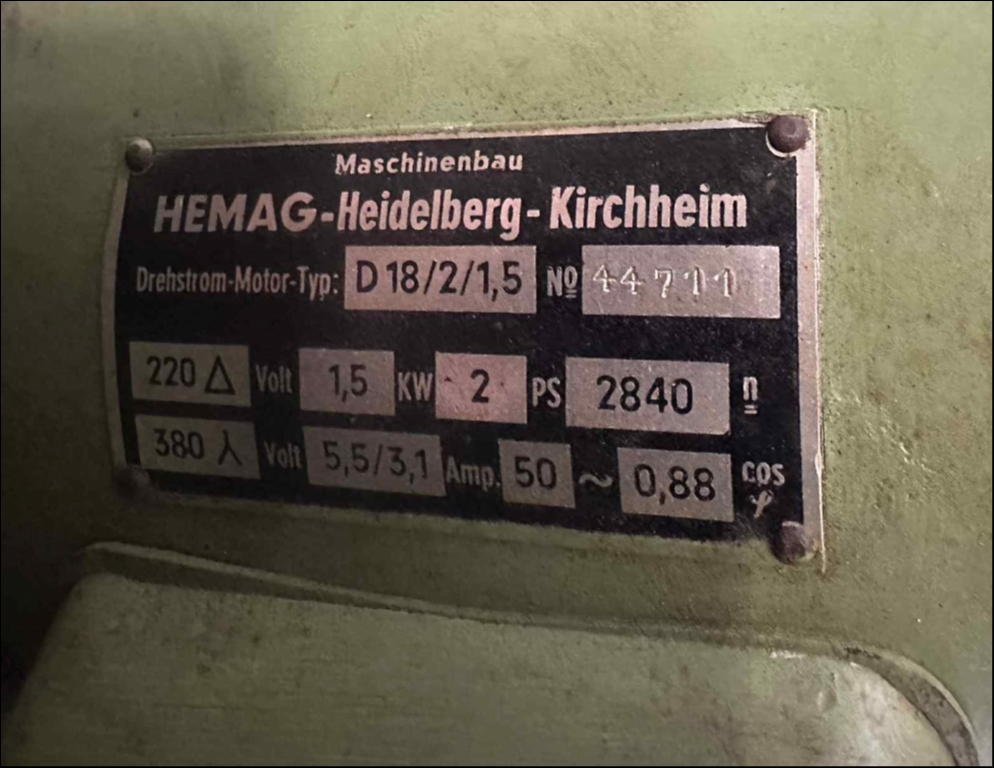 Maschinenbau
HEMAG-Heidelberg-Kirchheim
Drehstrom-Motor-Typ: D 18/2/1,5 Nº 44711
220 Δ Volt 1,5 KW 2 PS 2840 n
380 ⅄ Volt 5,5/3,1 Amp. 50 ~ 0,88 cos φ